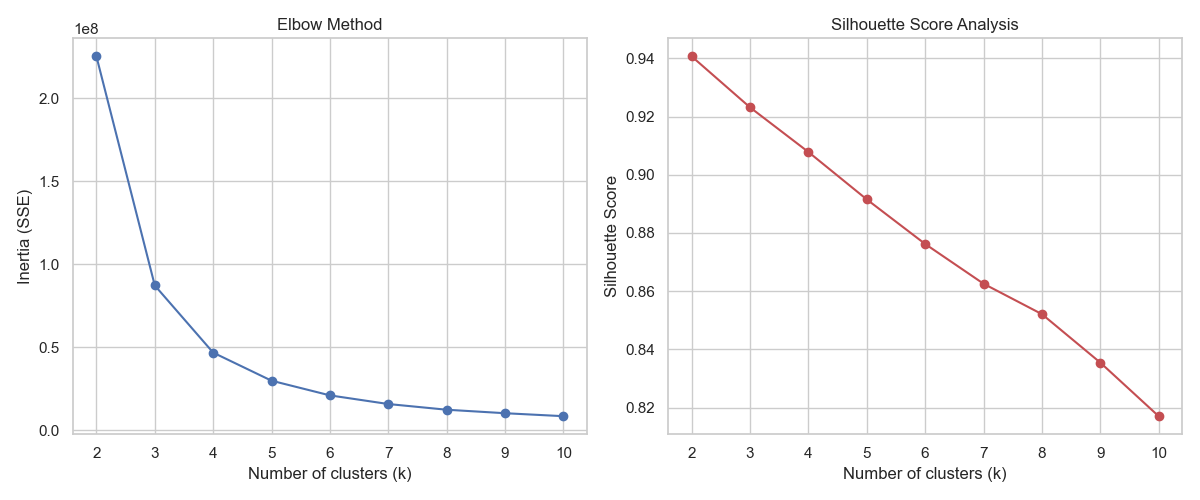 Elbow Method
1e8
2.0
1.5
1.0
0.5
0.0
Inertia (SSE)
2 3 4 5 6 7 8 9 10
Number of clusters (k)
Silhouette Score Analysis
0.94
0.92
0.90
0.88
0.86
0.84
0.82
Silhouette Score
2 3 4 5 6 7 8 9 10
Number of clusters (k)